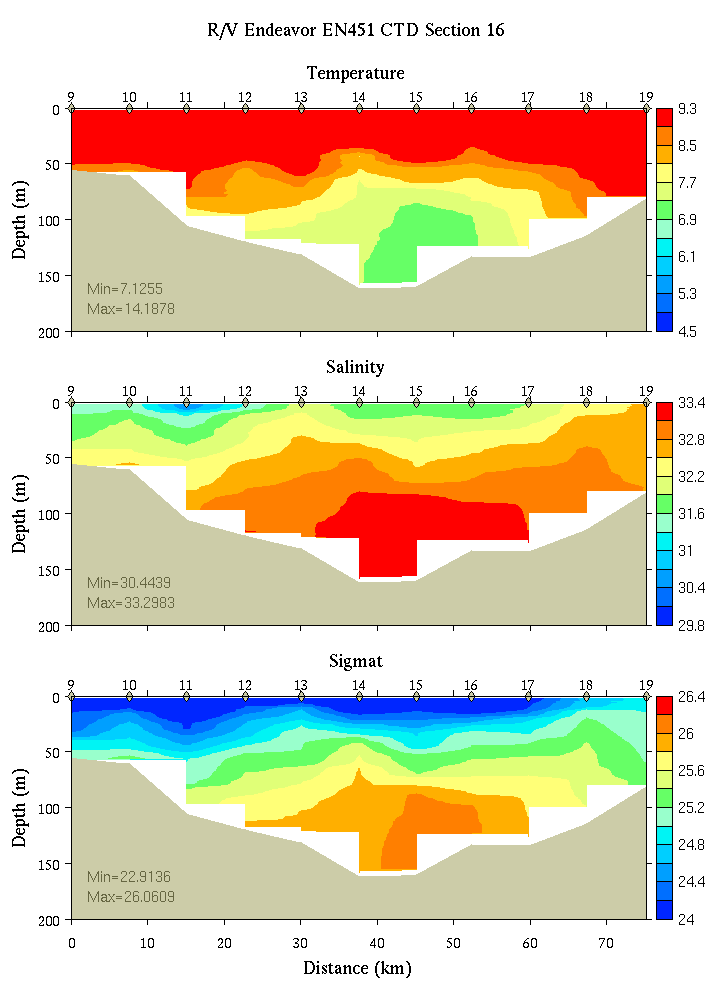 R/V Endeavor EN451 CTD Section 16
Temperature
9 10 11 12 13 14 15 16 17 18 19
0
50
100
150
200
Depth (m)
Min=7.1255
Max=14.1878
9.3
8.5
7.7
6.9
6.1
5.3
4.5
Salinity
9 10 11 12 13 14 15 16 17 18 19
0
50
100
150
200
Depth (m)
Min=30.4439
Max=33.2983
33.4
32.8
32.2
31.6
31
30.4
29.8
Sigmat
9 10 11 12 13 14 15 16 17 18 19
0
50
100
150
200
Depth (m)
Min=22.9136
Max=26.0609
26.4
26
25.6
25.2
24.8
24.4
24
0 10 20 30 40 50 60 70
Distance (km)